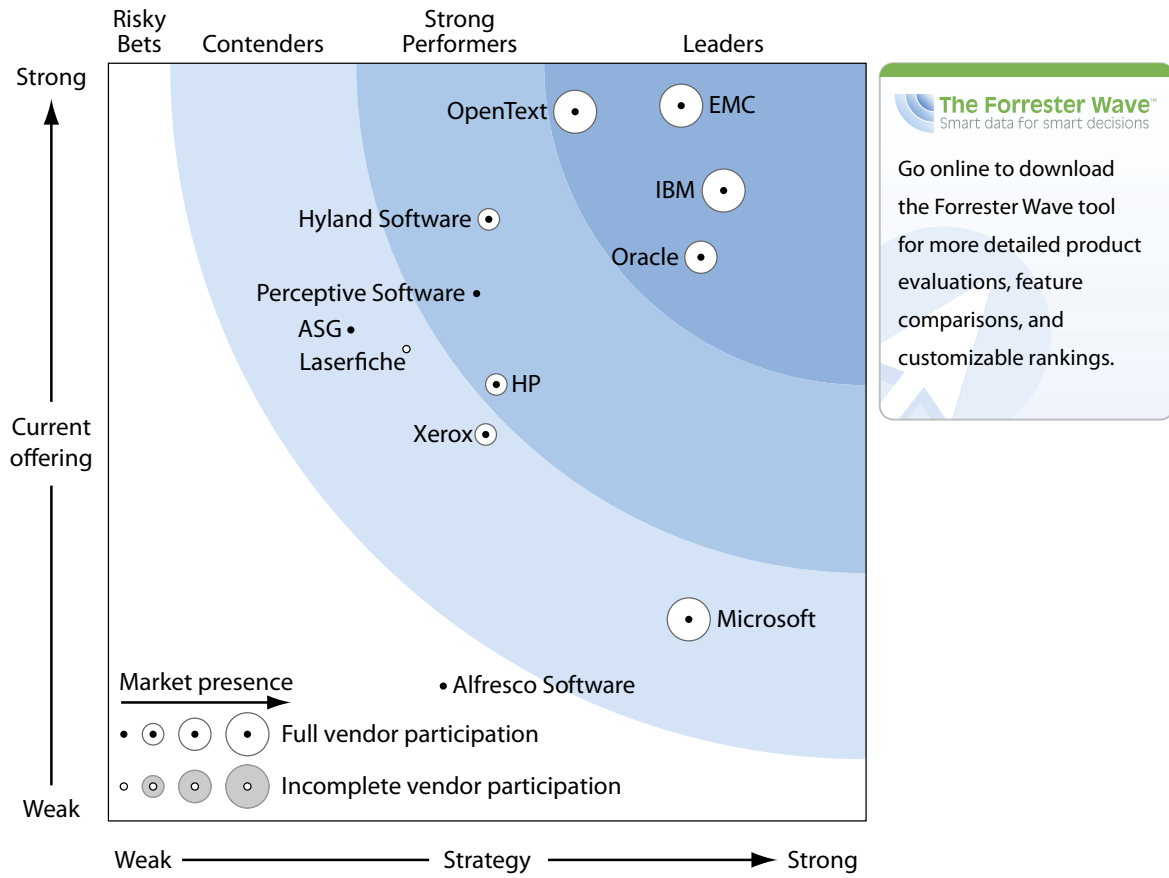 Risky
Bets
Contenders
Strong
Performers
Leaders
Strong
Current
offering
Weak
OpenText
EMC
IBM
Hyland Software
Oracle
Perceptive Software
ASG
Laserfiche
HP
Xerox
Microsoft
Alfresco Software
Market presence
Full vendor participation
Incomplete vendor participation
Weak
Strategy
Strong
The Forrester Wave™
Smart data for smart decisions
Go online to download
the Forrester Wave tool
for more detailed product
evaluations, feature
comparisons, and
customizable rankings.